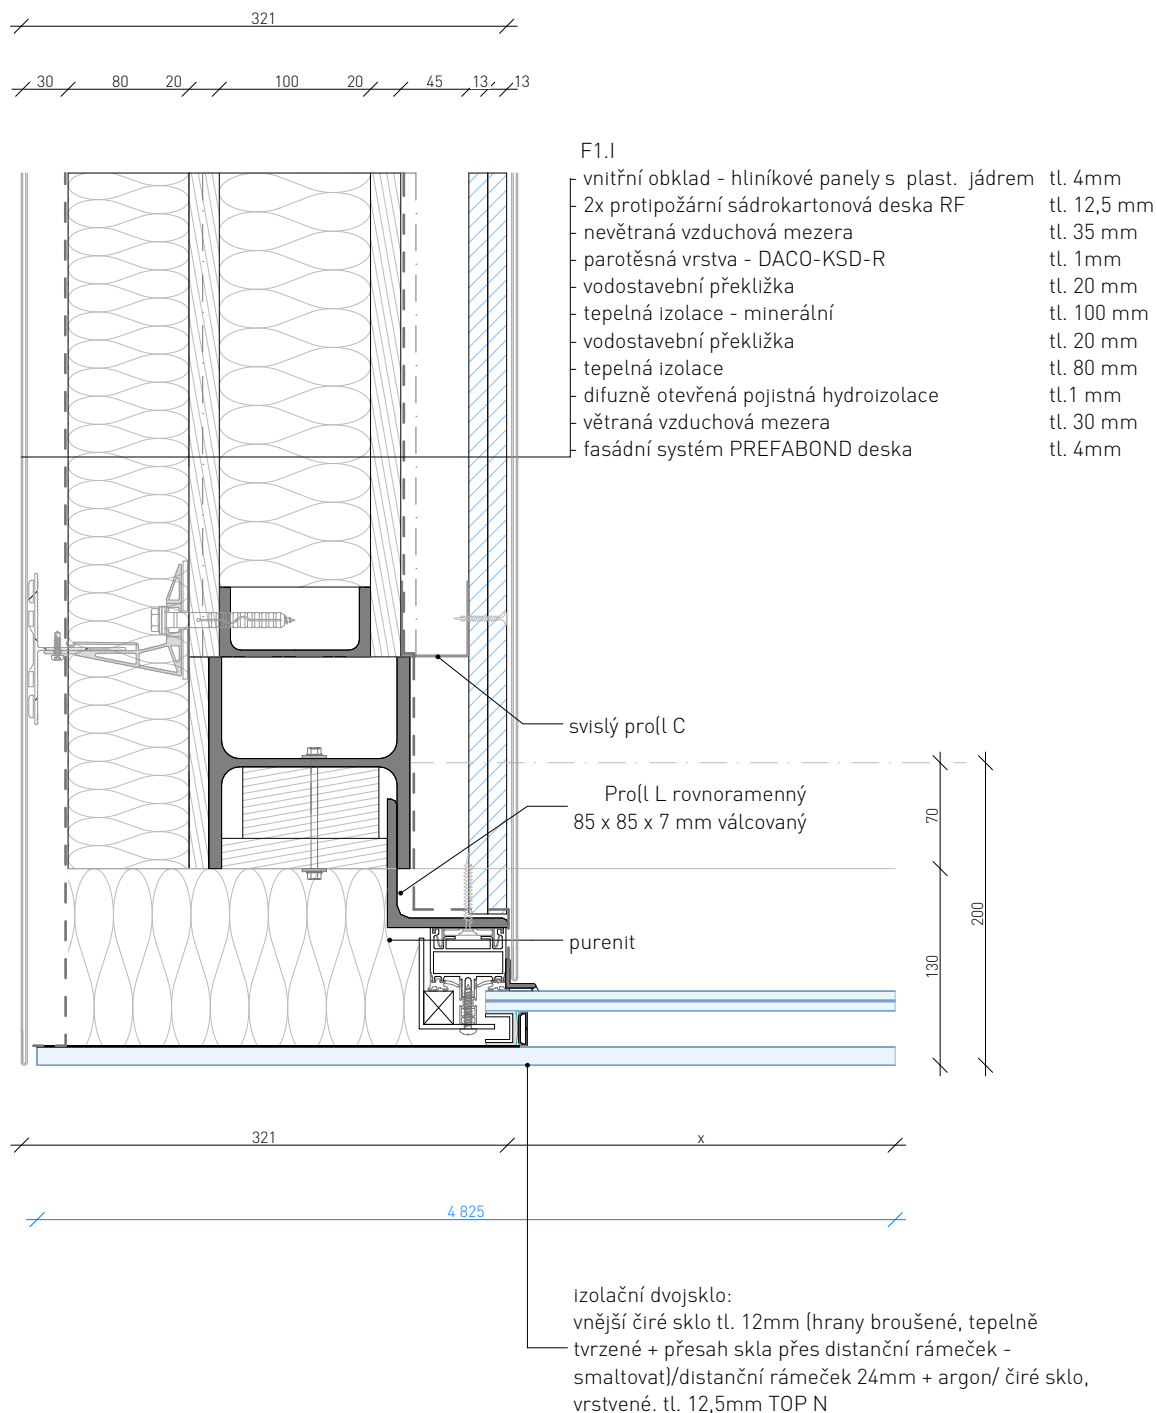 321
30 80 20 100 20 45 13 13
F1.I
- vnitřní obklad - hliníkové panely s plast. jádrem tl. 4mm
- 2x protipožární sádrokartonová deska RF tl. 12,5 mm
- nevětraná vzduchová mezera tl. 35 mm
- parotěsná vrstva - DACO-KSD-R tl. 1mm
- vodostavební překližka tl. 20 mm
- tepelná izolace - minerální tl. 100 mm
- vodostavební překližka tl. 20 mm
- tepelná izolace tl. 80 mm
- difuzně otevřená pojistná hydroizolace tl.1 mm
- větraná vzduchová mezera tl. 30 mm
- fasádní systém PREFABOND deska tl. 4mm
svislý pro(l C
Pro(l L rovnoramenný
85 x 85 x 7 mm válcovaný
70
200
130
purenit
321 x
4 825
izolační dvojsklo:
vnější čiré sklo tl. 12mm (hrany broušené, tepelně
tvrzené + přesah skla přes distanční rámeček -
smaltovat)/distanční rámeček 24mm + argon/ čiré sklo,
vrstvené. tl. 12,5mm TOP N